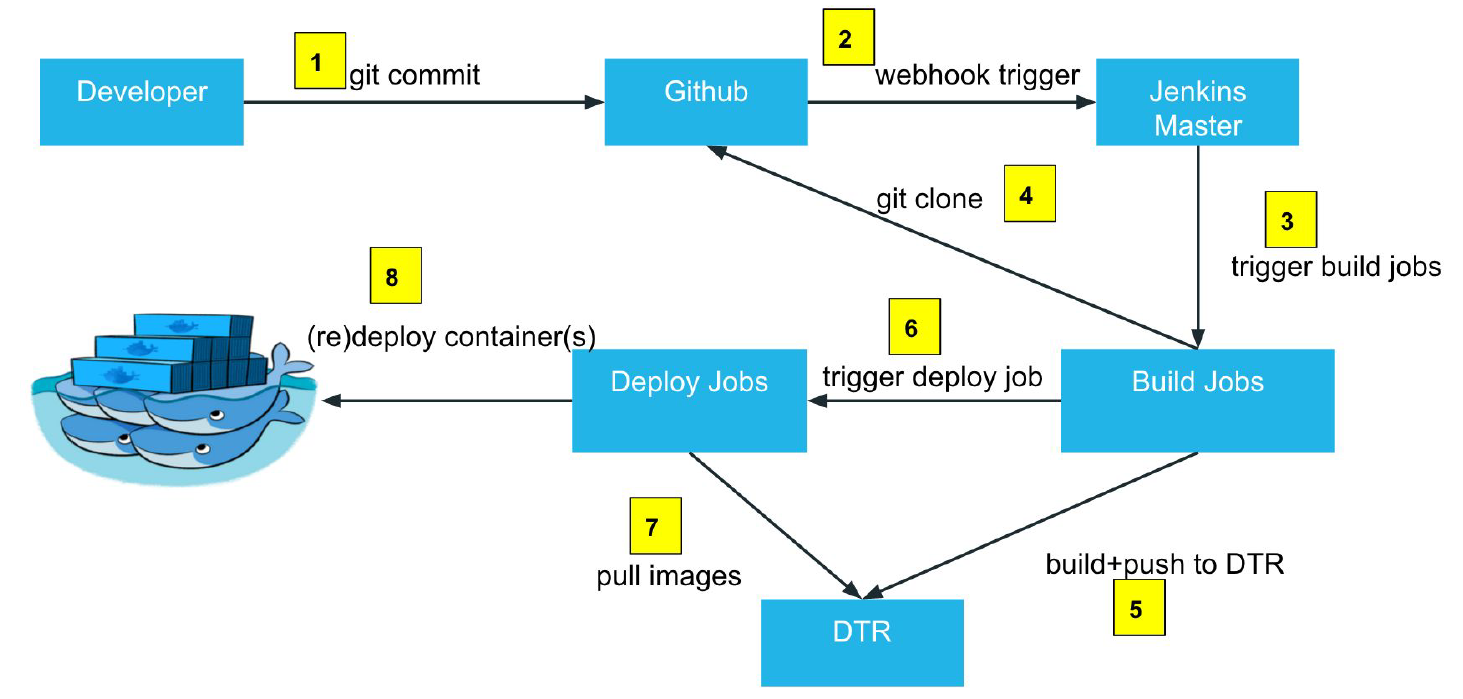 1
git commit
2
webhook trigger
Developer
Github
Jenkins
Master
git clone
4
3
trigger build jobs
8
(re)deploy container(s)
6
trigger deploy job
Deploy Jobs
Build Jobs
7
pull images
build+push to DTR
5
DTR